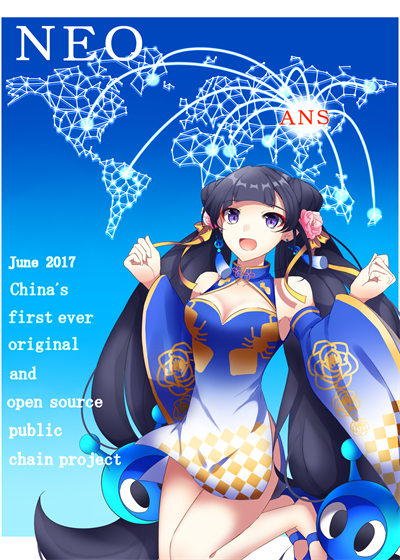 NEO
ANS
June 2017
China's
first ever
original
and
open source
public
chain project